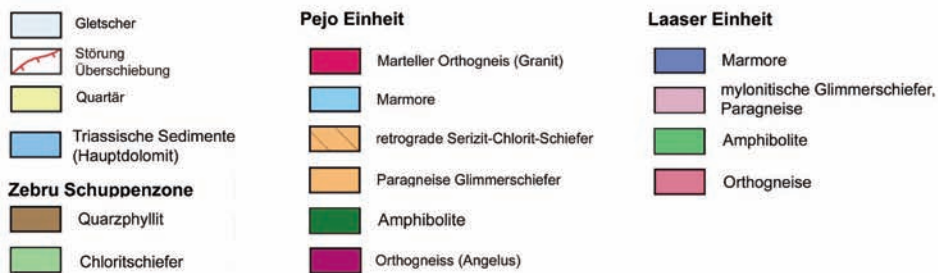 Gletscher
Störung
Überschiebung
Quartär
Triassische Sedimente
(Hauptdolomit)
Zebru Schuppenzone
Quarzphyllit
Chloritschiefer
Pejo Einheit
Marteller Orthogneis (Granit)
Marmore
retrograde Serizit-Chlorit-Schiefer
Paragneise Glimmerschiefer
Amphibolite
Orthogneiss (Angelus)
Laaser Einheit
Marmore
mylonitische Glimmerschiefer,
Paragneise
Amphibolite
Orthogneise